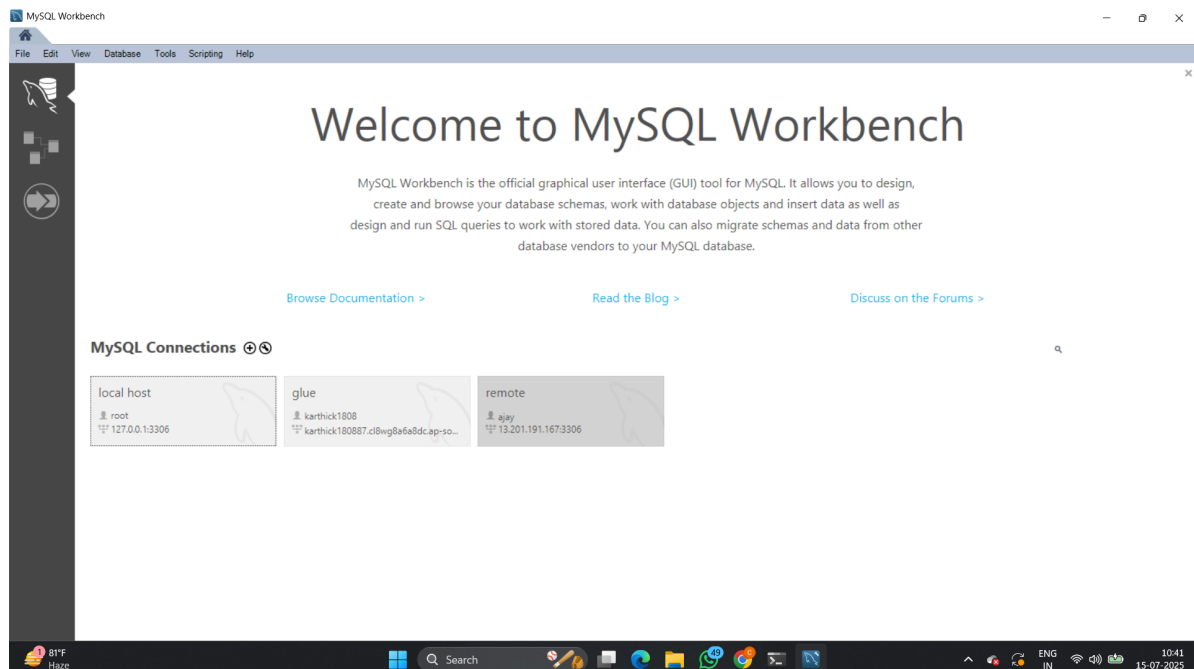 MySQL Workbench
File Edit View Database Tools Scripting Help
Welcome to MySQL Workbench
MySQL Workbench is the official graphical user interface (GUI) tool for MySQL. It allows you to design,
create and browse your database schemas, work with database objects and insert data as well as
design and run SQL queries to work with stored data. You can also migrate schemas and data from other
database vendors to your MySQL database.
Browse Documentation > Read the Blog > Discuss on the Forums >
MySQL Connections
local host
root
127.0.0.1:3306
glue
karthick1808
karthick180887.cl8wg8a6a8dc.ap-so...
remote
ajay
13.201.191.167:3306
1
81°F
Haze
Search
49
ENG
IN
10:41
15-07-2025